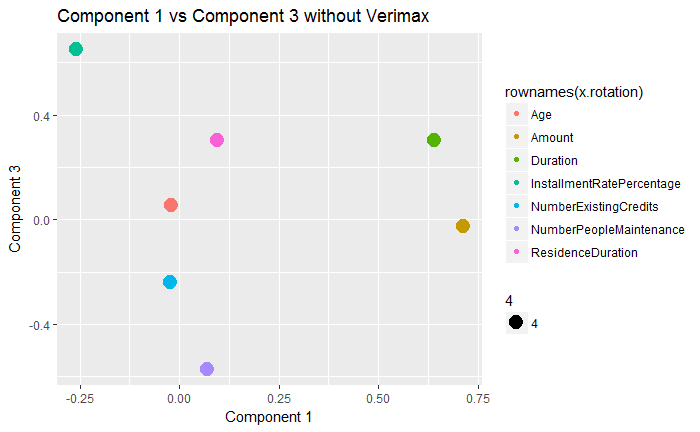 Component 1 vs Component 3 without Verimax
Component 3
0.4
0.0
-0.4
-0.25
0.00
0.25
0.50
0.75
Component 1
rownames(x.rotation)
Age
Amount
Duration
InstallmentRatePercentage
NumberExistingCredits
NumberPeopleMaintenance
ResidenceDuration
4
4